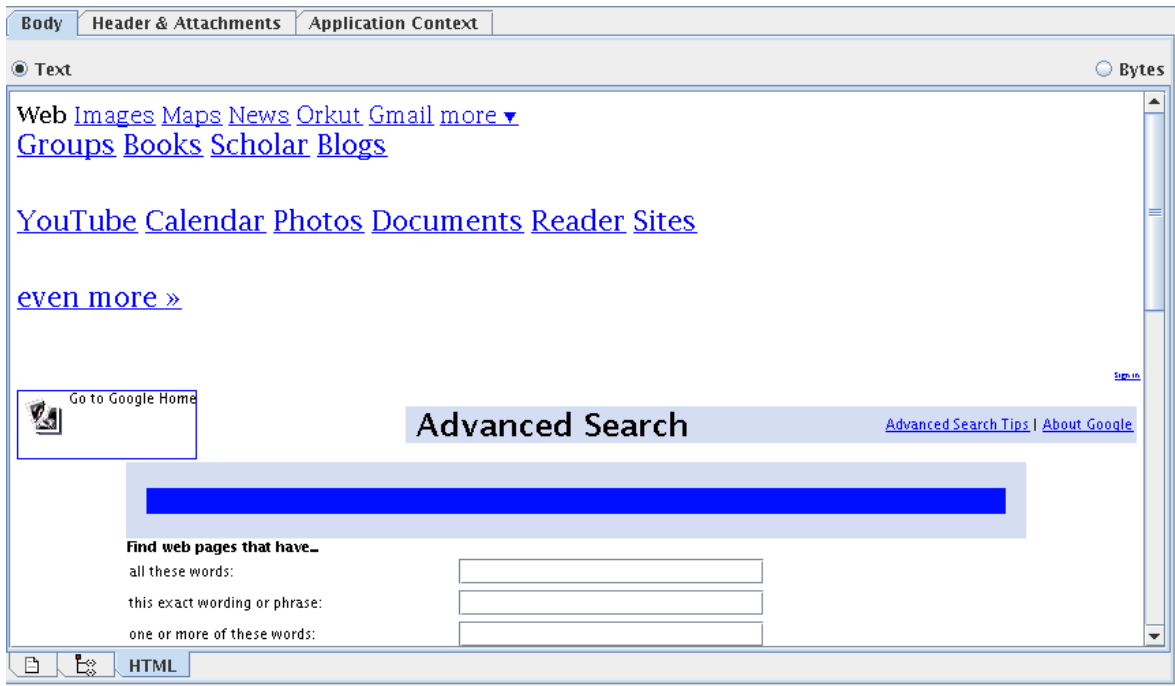 Body Header & Attachments Application Context
Text Bytes
Web Images Maps News Orkut Gmail more ▼
Groups Books Scholar Blogs
YouTube Calendar Photos Documents Reader Sites
even more »
Sign in
Go to Google Home
Advanced Search Advanced Search Tips | About Google
Find web pages that have...
all these words:
this exact wording or phrase:
one or more of these words:
HTML